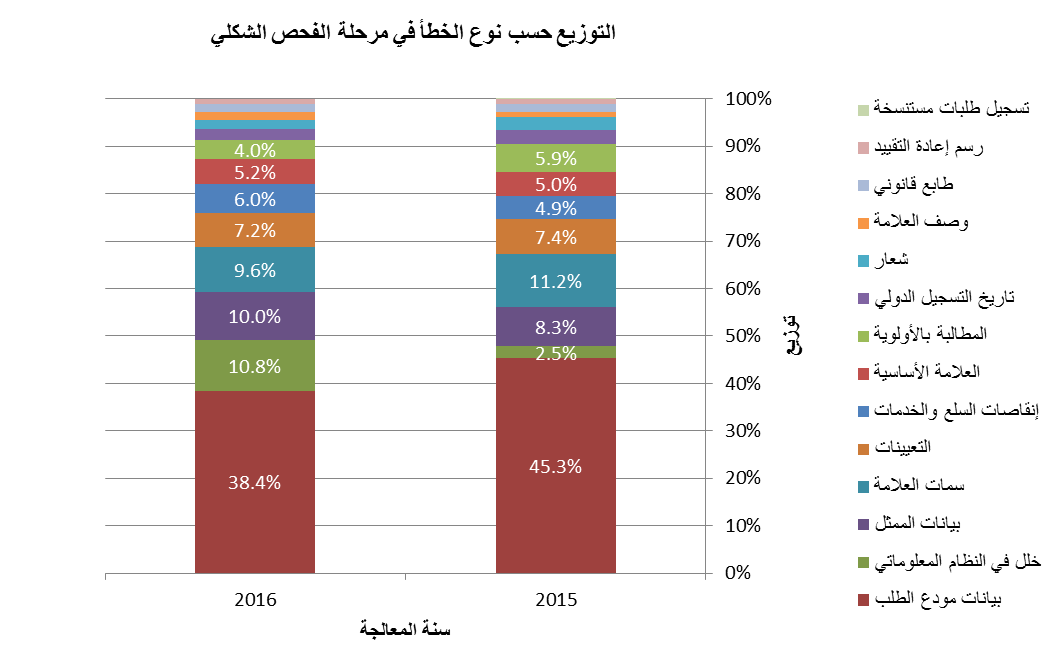 التوزيع حسب نوع الخطأ في مرحلة الفحص الشكلي
100%
90%
80%
70%
60%
50%
40%
30%
20%
10%
0%
توزيع
5.9%
5.0%
4.9%
7.4%
11.2%
8.3%
2.5%
45.3%
4.0%
5.2%
6.0%
7.2%
9.6%
10.0%
10.8%
38.4%
2015
2016
سنة المعالجة
تسجيل طلبات مستنسخة
رسم إعادة التقييد
طابع قانوني
وصف العلامة
شعار
تاريخ التسجيل الدولي
المطالبة بالأولوية
العلامة الأساسية
إنقاصات السلع والخدمات
التعيينات
سمات العلامة
بيانات الممثل
خلل في النظام المعلوماتي
بيانات مودع الطلب